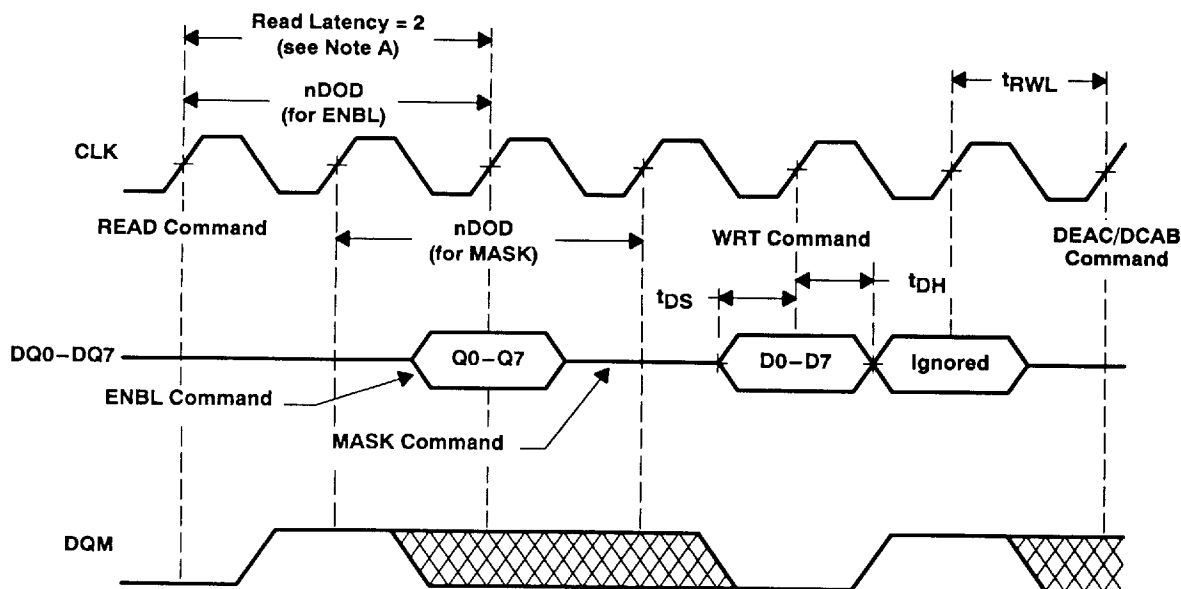 Read Latency = 2
(see Note A)
nDOD
(for ENBL)
tRWL
CLK
READ Command
nDOD
(for MASK)
WRT Command
DEAC/DCAB
Command
tDS
tDH
DQ0–DQ7
Q0–Q7
D0–D7
Ignored
ENBL Command
MASK Command
DQM